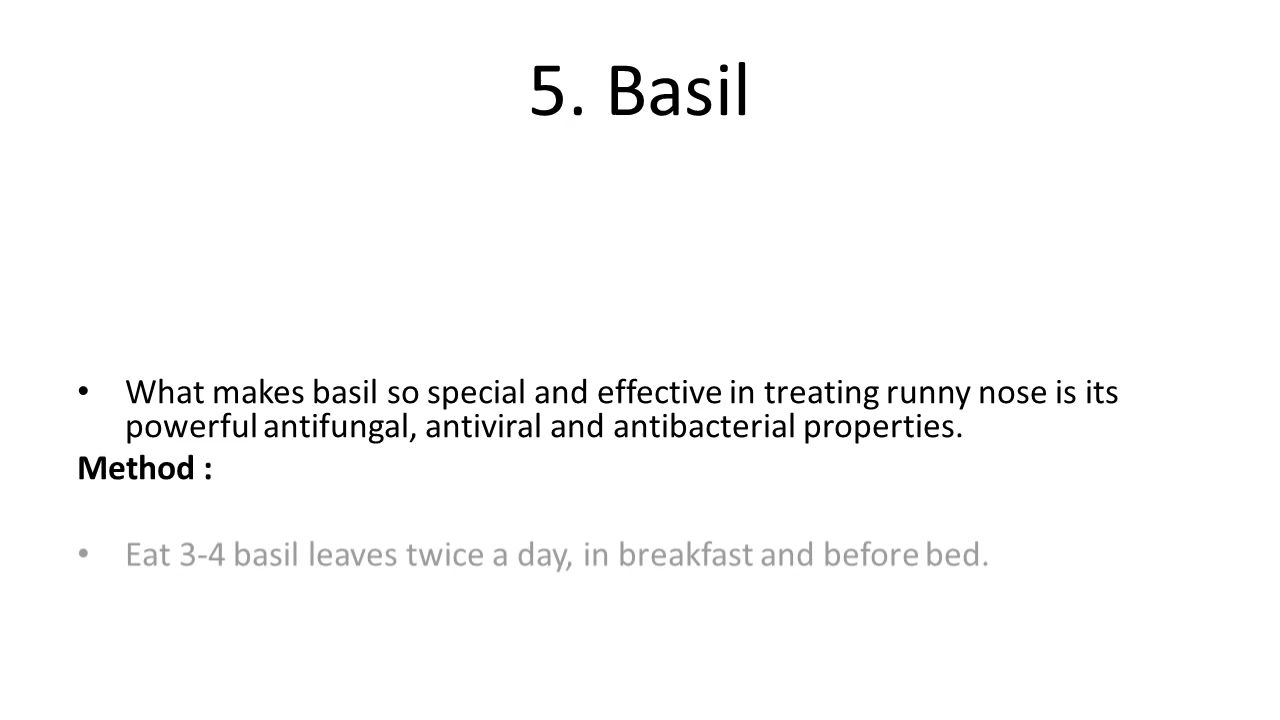 5. Basil
• What makes basil so special and effective in treating runny nose is its
powerful antifungal, antiviral and antibacterial properties.
Method :
• Eat 3-4 basil leaves twice a day, in breakfast and before bed.